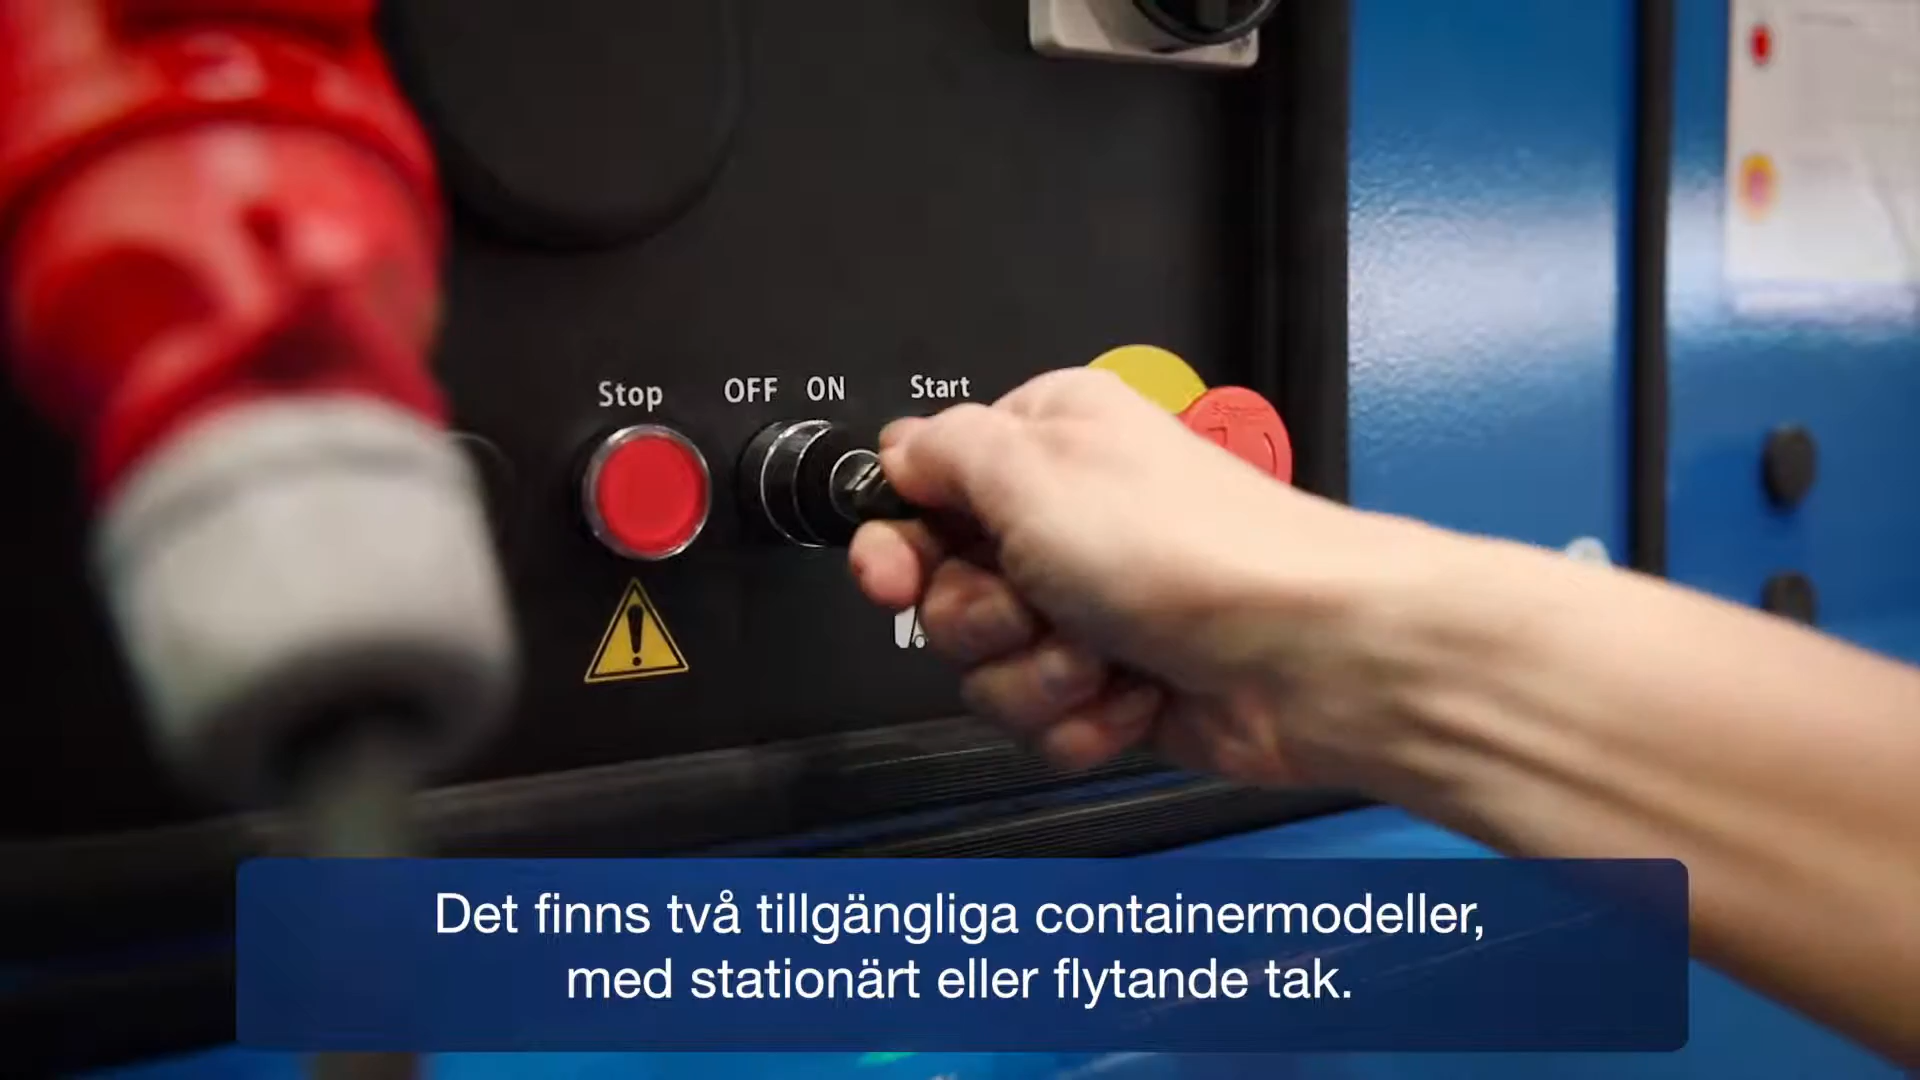 Stop OFF ON Start
Det finns två tillgängliga containermodeller,
med stationärt eller flytande tak.